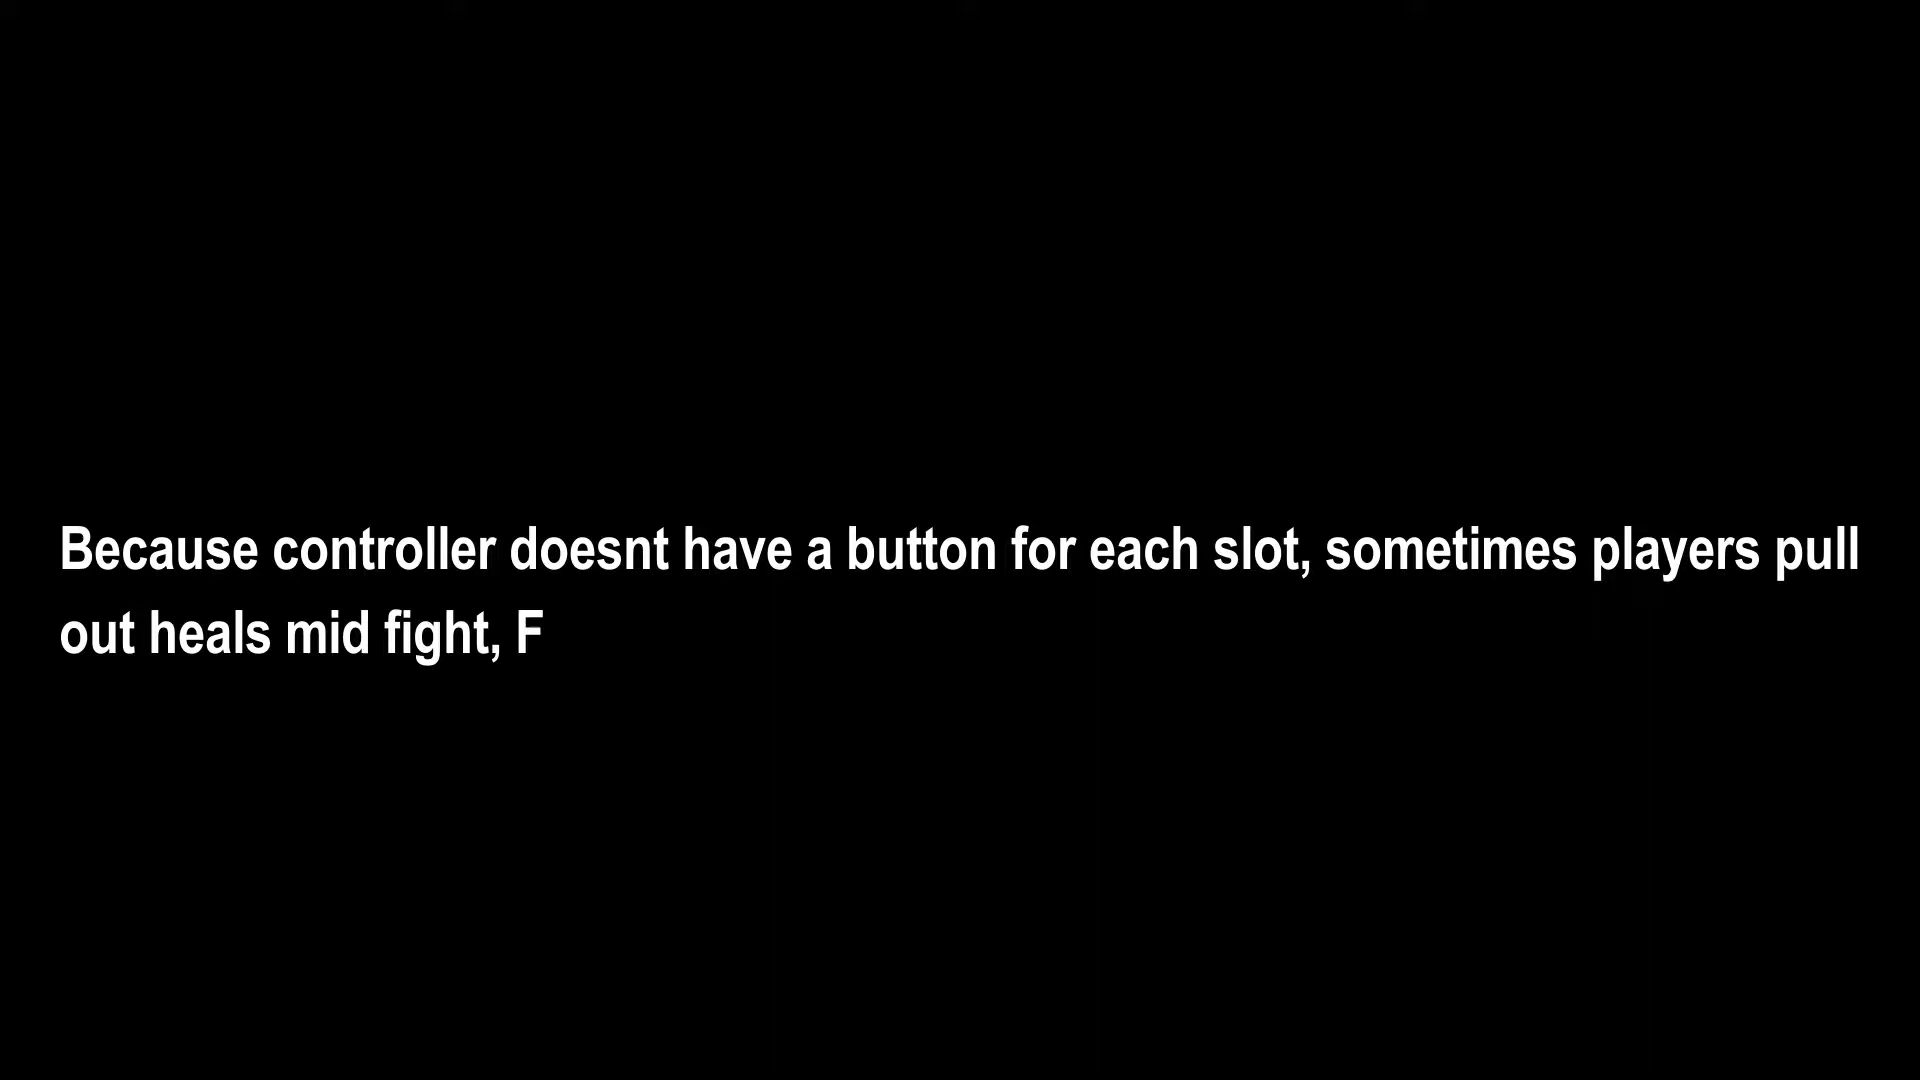 Because controller doesnt have a button for each slot, sometimes players pull
out heals mid fight, F